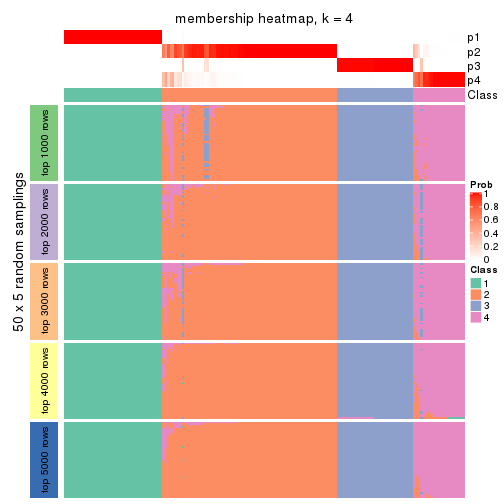 membership heatmap, k = 4
p1
p2
p3
p4
Class
50 x 5 random samplings
top 1000 rows
top 2000 rows
top 3000 rows
top 4000 rows
top 5000 rows
Prob
1
0.8
0.6
0.4
0.2
0
Class
1
2
3
4